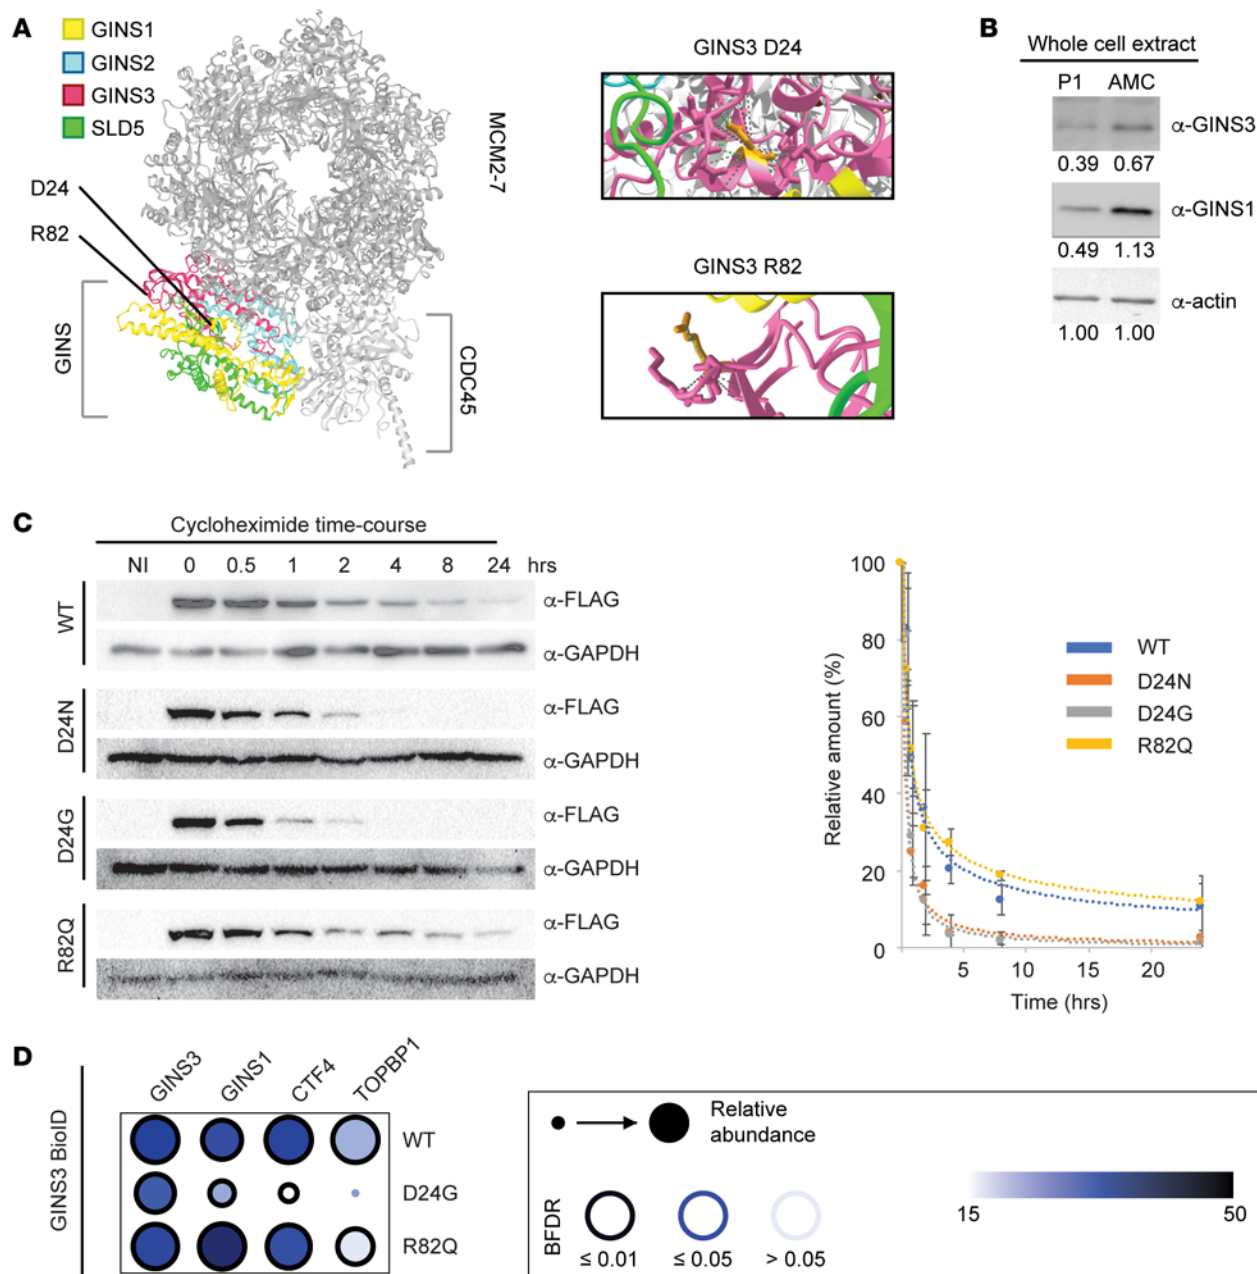 A
GINS1
GINS2
GINS3
SLD5
D24
R82
GINS
MCM2-7
CDC45
GINS3 D24
GINS3 R82
B
Whole cell extract
P1 AMC
α-GINS3
0.39 0.67
α-GINS1
0.49 1.13
α-actin
1.00 1.00
C
Cycloheximide time-course
NI 0 0.5 1 2 4 8 24 hrs
WT
α-FLAG
α-GAPDH
D24N
α-FLAG
α-GAPDH
D24G
α-FLAG
α-GAPDH
R82Q
α-FLAG
α-GAPDH
Relative amount (%)
100
80
60
40
20
0
5 10 15 20
Time (hrs)
WT
D24N
D24G
R82Q
D
GINS3 BioID
GINS3 GINS1 CTF4 TOPBP1
WT
D24G
R82Q
Relative
abundance
BFDR
≤ 0.01 ≤ 0.05 > 0.05
15 50